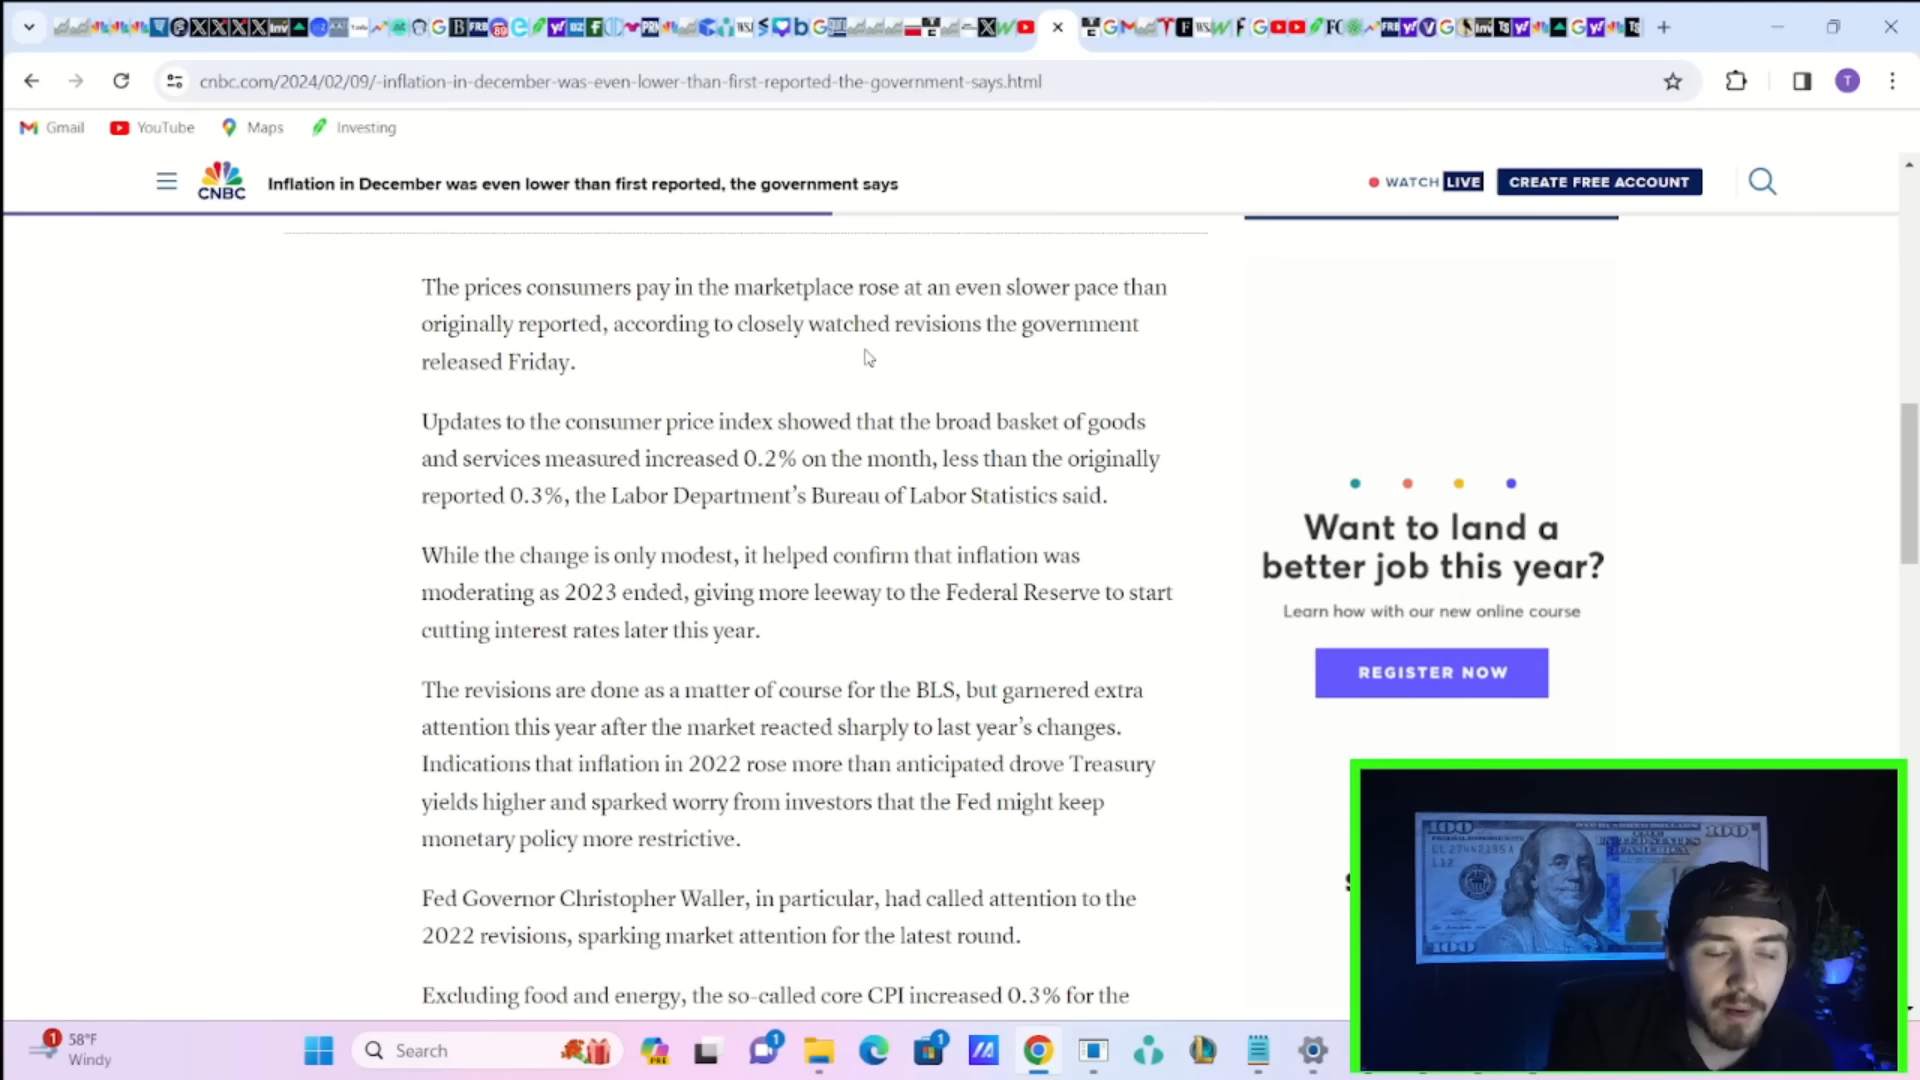 cnbc.com/2024/02/09/-inflation-in-december-was-even-lower-than-first-reported-the-government-says.html
T
Gmail
YouTube
Maps
Investing
CNBC
Inflation in December was even lower than first reported, the government says
WATCH LIVE
CREATE FREE ACCOUNT
The prices consumers pay in the marketplace rose at an even slower pace than
originally reported, according to closely watched revisions the government
released Friday.
Updates to the consumer price index showed that the broad basket of goods
and services measured increased 0.2% on the month, less than the originally
reported 0.3%, the Labor Department’s Bureau of Labor Statistics said.
While the change is only modest, it helped confirm that inflation was
moderating as 2023 ended, giving more leeway to the Federal Reserve to start
cutting interest rates later this year.
The revisions are done as a matter of course for the BLS, but garnered extra
attention this year after the market reacted sharply to last year’s changes.
Indications that inflation in 2022 rose more than anticipated drove Treasury
yields higher and sparked worry from investors that the Fed might keep
monetary policy more restrictive.
Fed Governor Christopher Waller, in particular, had called attention to the
2022 revisions, sparking market attention for the latest round.
Excluding food and energy, the so-called core CPI increased 0.3% for the
Want to land a
better job this year?
Learn how with our new online course
REGISTER NOW
100
100
100
1
58°F
Windy
Search
PRE
1
1